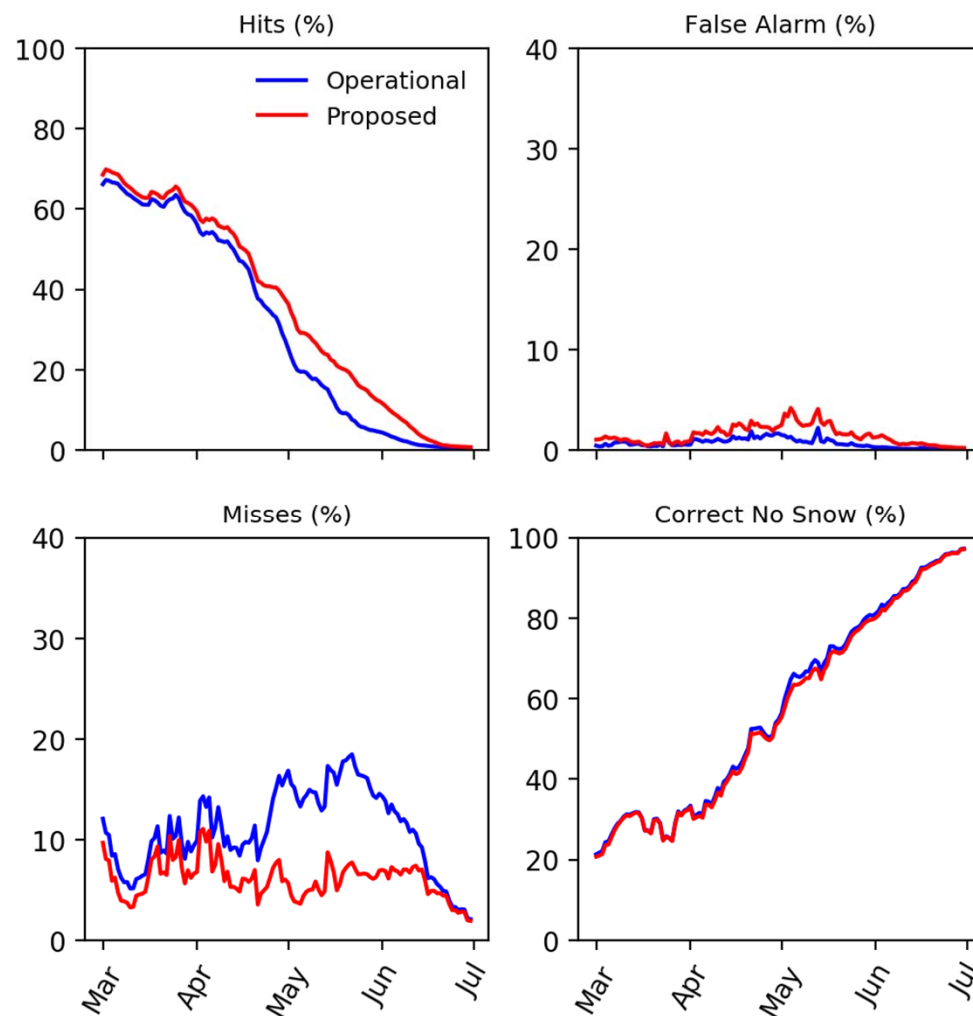 Hits (%)
100
80
60
40
20
0
Operational
Proposed
False Alarm (%)
40
30
20
10
0
Misses (%)
40
30
20
10
0
Mar
Apr
May
Jun
Jul
Correct No Snow (%)
100
80
60
40
20
0
Mar
Apr
May
Jun
Jul